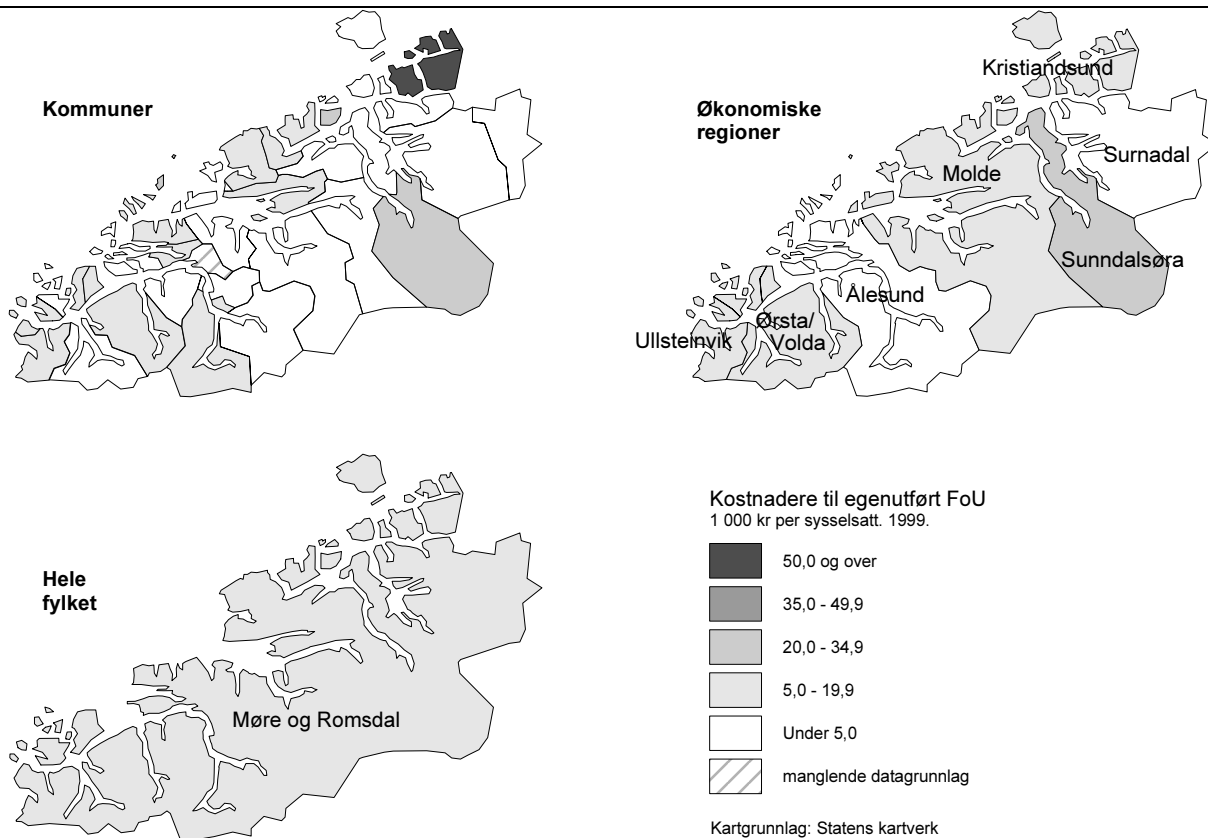 Kommuner
Økonomiske
regioner
Kristiandsund
Surnadal
Molde
Sunndalsøra
Ålesund
Ørsta/
Volda
Ullsteinvik
Hele
fylket
Møre og Romsdal
Kostnadere til egenutført FoU
1 000 kr per sysselsatt. 1999.
50,0 og over
35,0 - 49,9
20,0 - 34,9
5,0 - 19,9
Under 5,0
manglende datagrunnlag
Kartgrunnlag: Statens kartverk